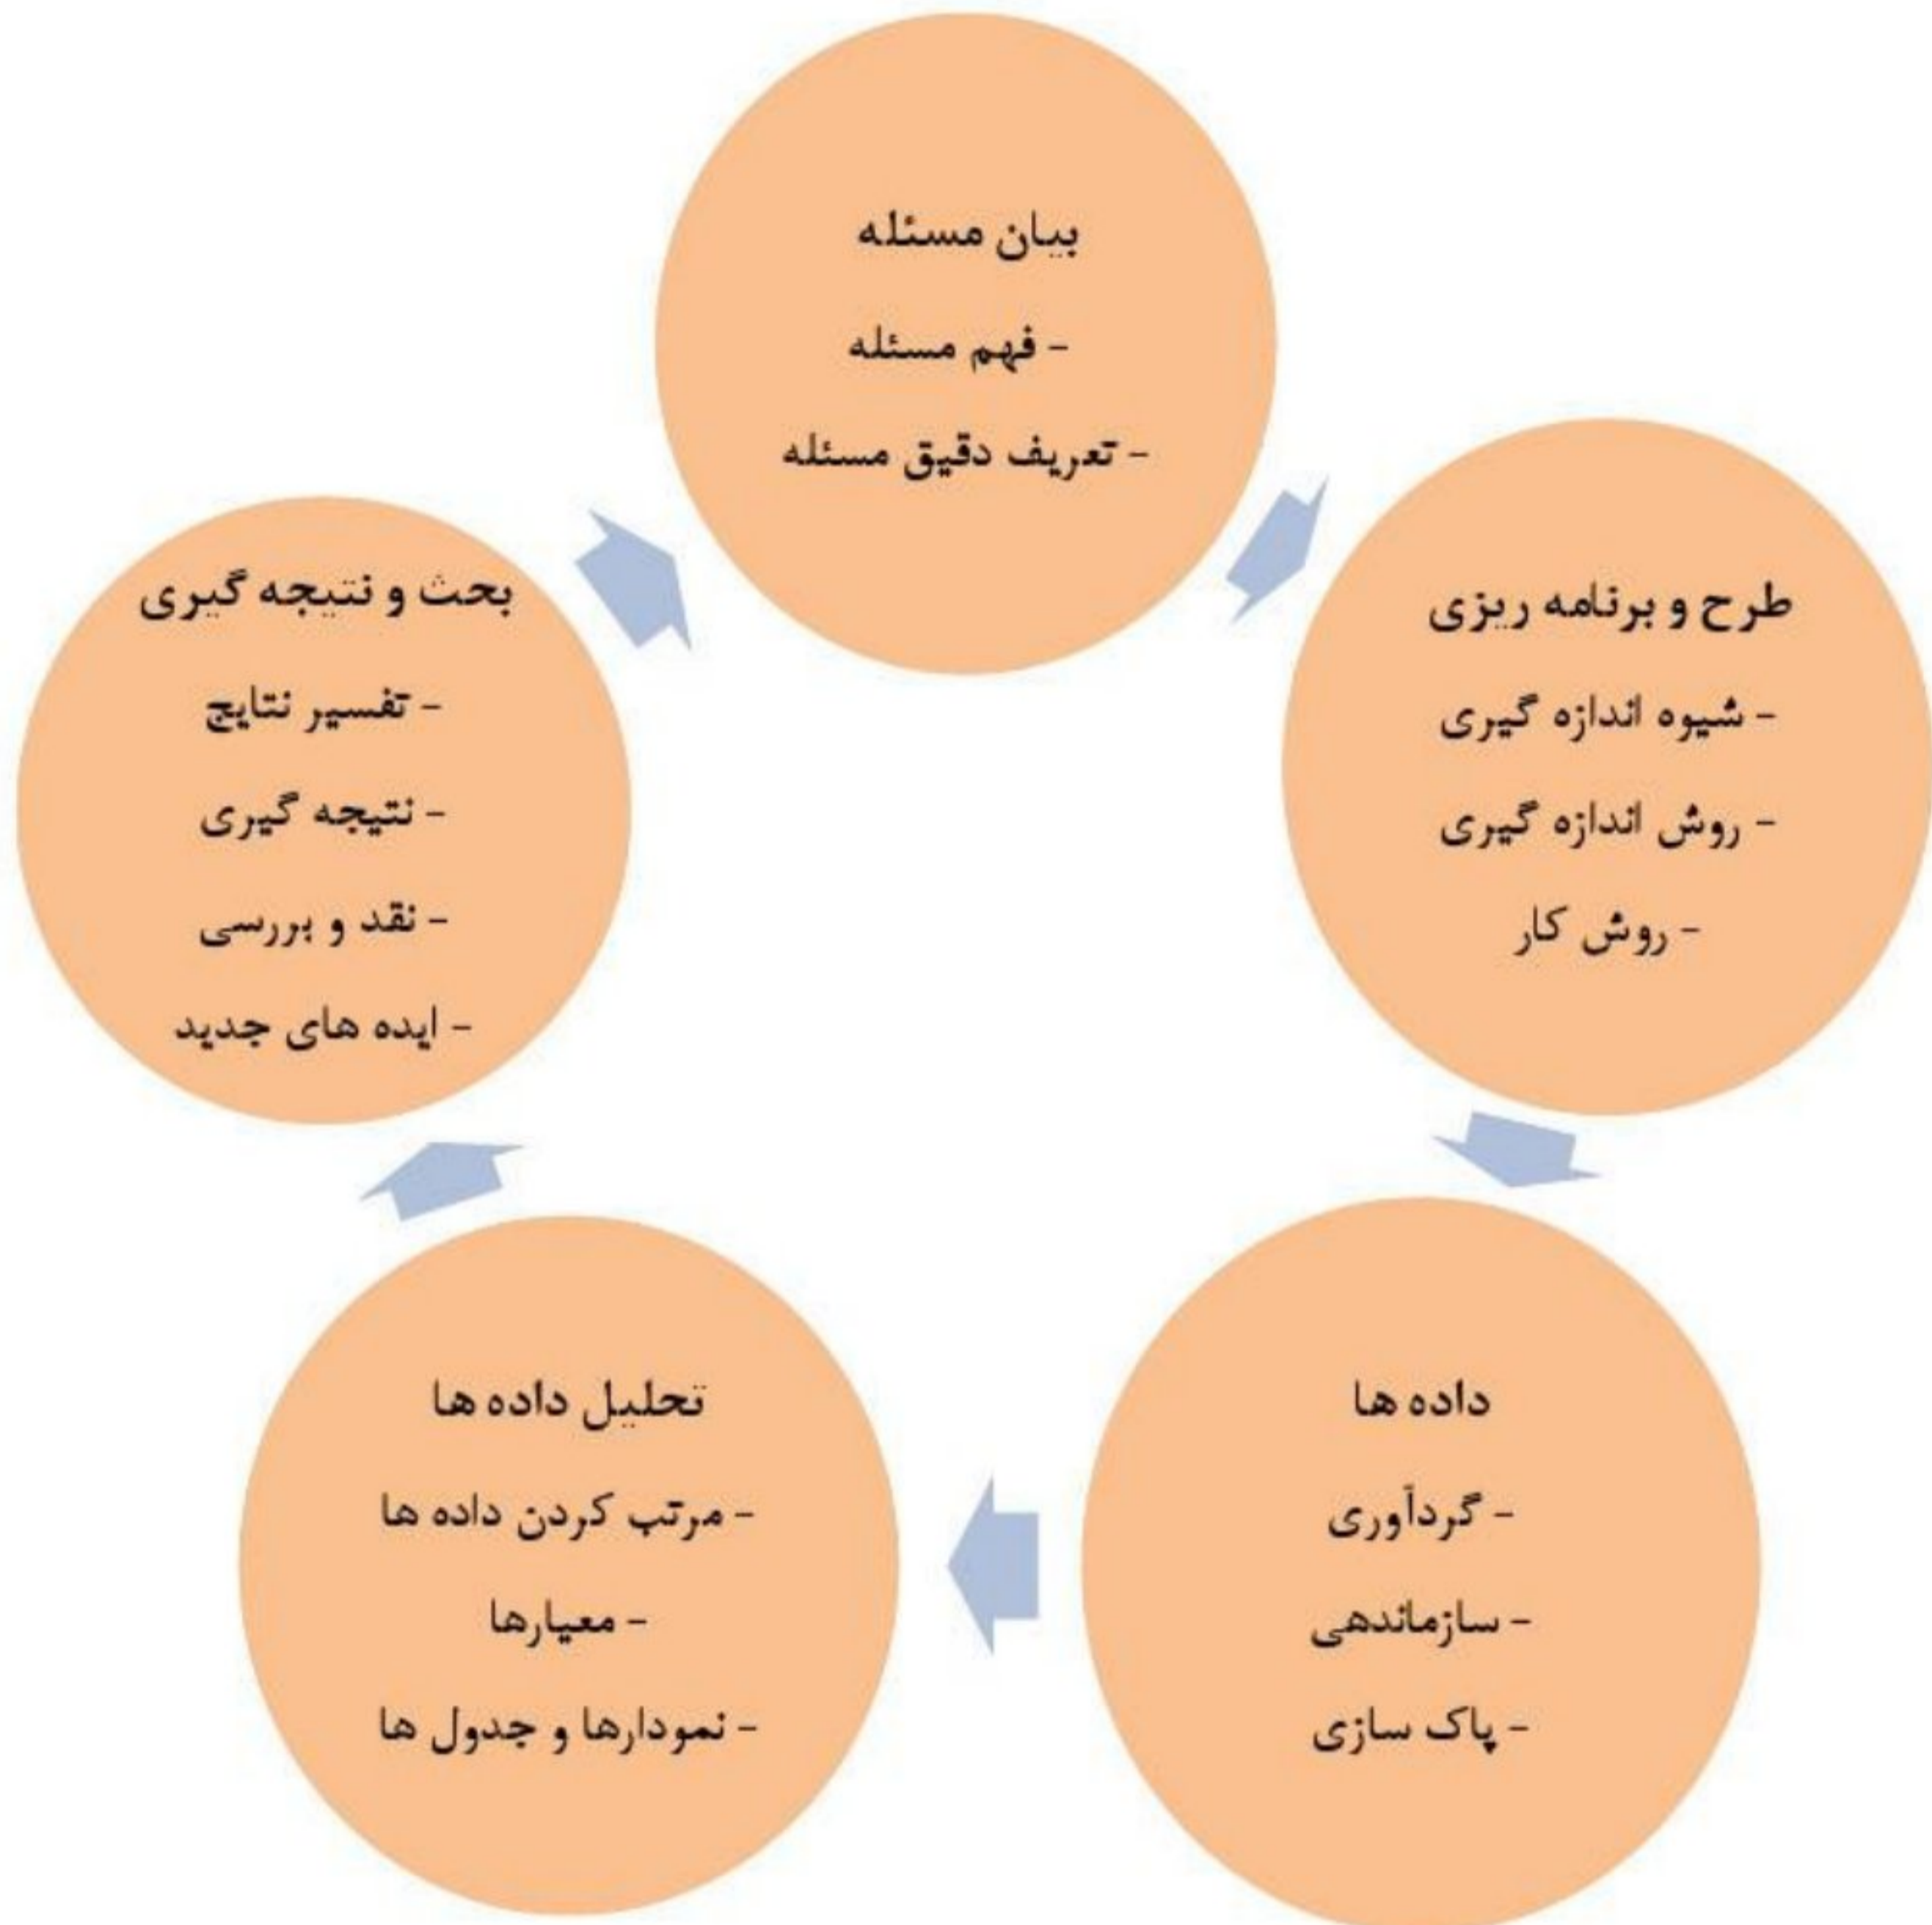 بیان مسئله
- فهم مسئله
- تعریف دقیق مسئله
طرح و برنامه ریزی
- شیوه اندازه گیری
- روش اندازه گیری
- روش کار
داده ها
- گردآوری
- سازماندهی
- پاک سازی
تحلیل داده ها
- مرتب کردن داده ها
- معیارها
- نمودارها و جدول ها
بحث و نتیجه گیری
- تفسیر نتایج
- نتیجه گیری
- نقد و بررسی
- ایده های جدید